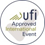 ufi
Approved
International
Event